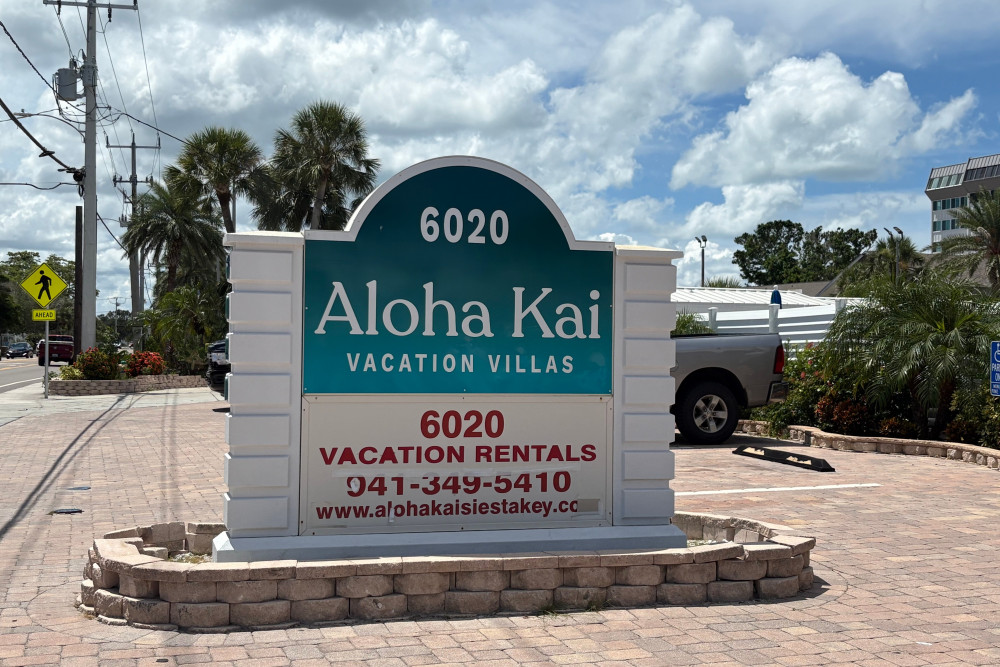 6020
Aloha Kai
VACATION VILLAS
6020
VACATION RENTALS
941-349-5410
www.alohakaisiestakey.co
AHEAD